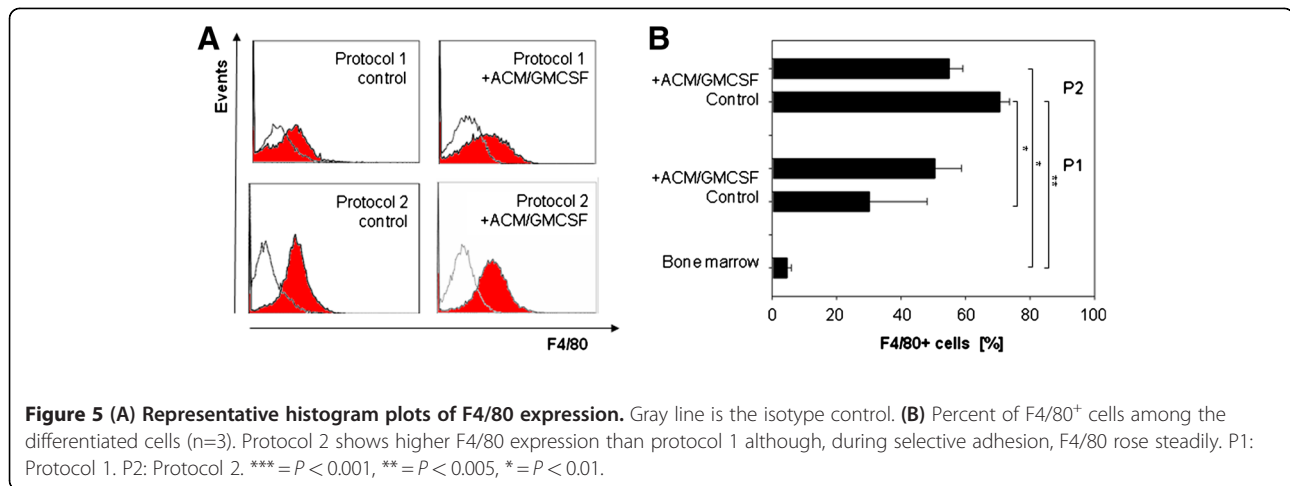 A
Events
Protocol 1
control
Protocol 1
+ACM/GMCSF
Protocol 2
control
Protocol 2
+ACM/GMCSF
F4/80
B
+ACM/GMCSF
Control
P2
+ACM/GMCSF
Control
P1
Bone marrow
*
*
**
0 20 40 60 80 100
F4/80+ cells [%]
Figure 5 (A) Representative histogram plots of F4/80 expression. Gray line is the isotype control. (B) Percent of F4/80+ cells among the
differentiated cells (n=3). Protocol 2 shows higher F4/80 expression than protocol 1 although, during selective adhesion, F4/80 rose steadily. P1:
Protocol 1. P2: Protocol 2. *** = P < 0.001, ** = P < 0.005, * = P < 0.01.